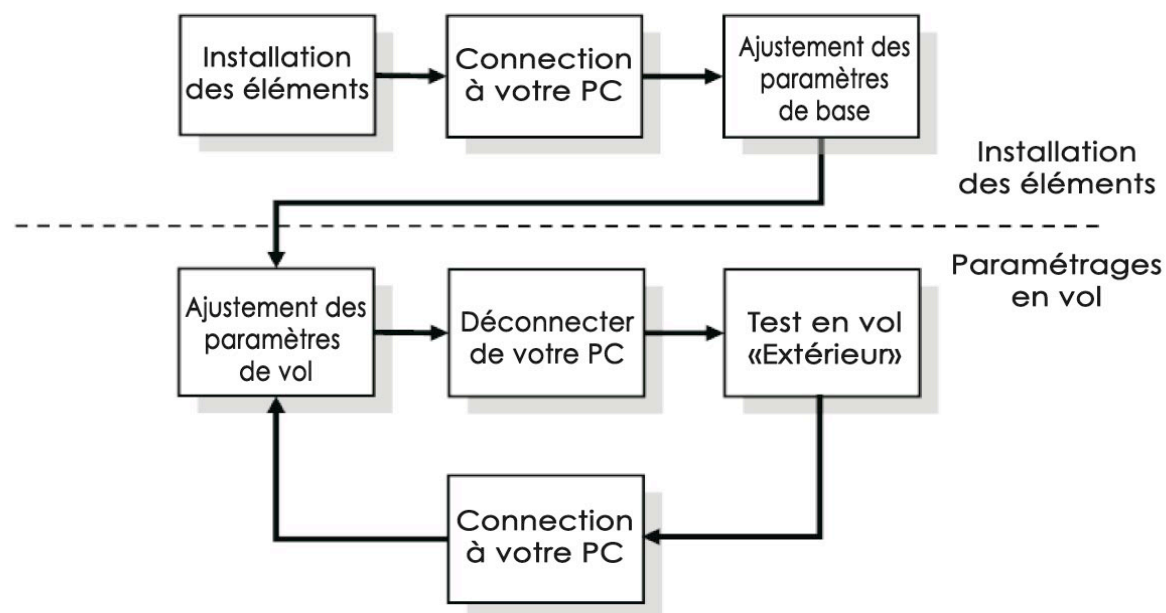 Installation
des éléments
Connection
à votre PC
Ajustement des
paramètres
de base
Installation
des éléments
Paramétrages
en vol
Ajustement des
paramètres
de vol
Déconnecter
de votre PC
Test en vol
«Extérieur»
Connection
à votre PC